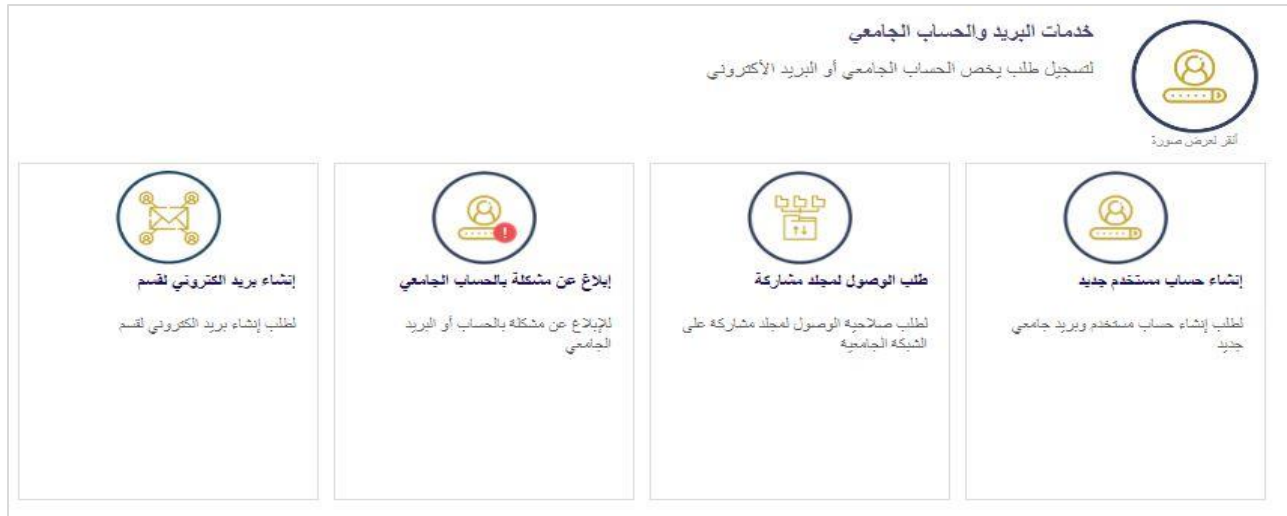 خدمات البريد والحساب الجامعي
لتسجيل طلب يخص الحساب الجامعي أو البريد الأكتروني
أنقر لعرض صورة
إنشاء حساب مستخدم جديد
لطلب إنشاء حساب مستخدم وبريد جامعي
جديد
طلب الوصول لمجلد مشاركة
لطلب صلاحية الوصول لمجلد مشاركة على
الشبكة الجامعية
إبلاغ عن مشكلة بالحساب الجامعي
للإبلاغ عن مشكلة بالحساب أو البريد
الجامعي
إنشاء بريد الكتروني لقسم
لطلب إنشاء بريد الكتروني لقسم